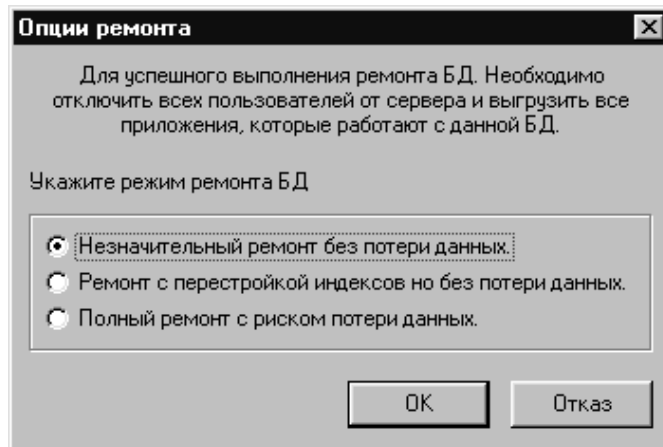 Опции ремонта
Для успешного выполнения ремонта БД. Необходимо
отключить всех пользователей от сервера и выгрузить все
приложения, которые работают с данной БД.
Укажите режим ремонта БД
Незначительный ремонт без потери данных.
Ремонт с перестройкой индексов но без потери данных.
Полный ремонт с риском потери данных.
OK
Отказ